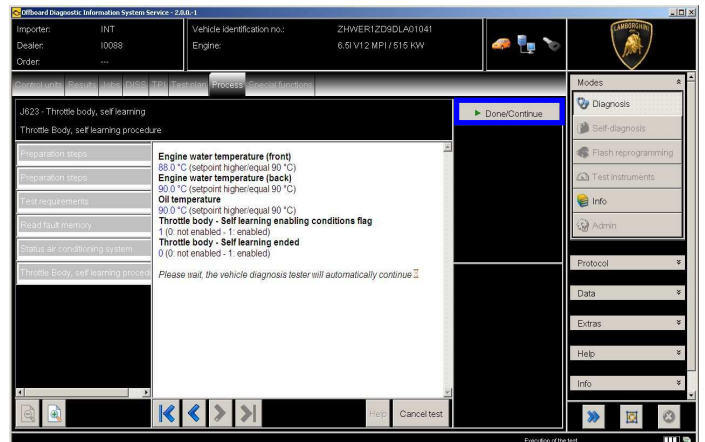 Offboard Diagnostic Information System Service - 2.0.0.-1
Importer: INT
Dealer: I0088
Order: ---
Vehicle identification no.: ZHWER1ZD9DLA01041
Engine: 6.5l V12 MPI / 515 KW
LAMBORGHINI
Control units Results Jobs DISS TPI Test plan Process Special functions
J623 - Throttle body, self learning
Throttle Body, self learning procedure
Preparation steps
Preparation steps
Test requirements
Read fault memory
Status air conditioning system
Throttle Body, self learning proced
Engine water temperature (front)
88.0 °C (setpoint higher/equal 90 °C)
Engine water temperature (back)
90.0 °C (setpoint higher/equal 90 °C)
Oil temperature
90.0 °C (setpoint higher/equal 90 °C)
Throttle body - Self learning enabling conditions flag
1 (0: not enabled - 1: enabled)
Throttle body - Self learning ended
0 (0: not enabled - 1: enabled)
Please wait, the vehicle diagnosis tester will automatically continue
Help
Cancel test
Done/Continue
Modes
Diagnosis
Self-diagnosis
Flash reprogramming
Test instruments
Info
Admin
Protocol
Data
Extras
Help
Info
Execution of the test